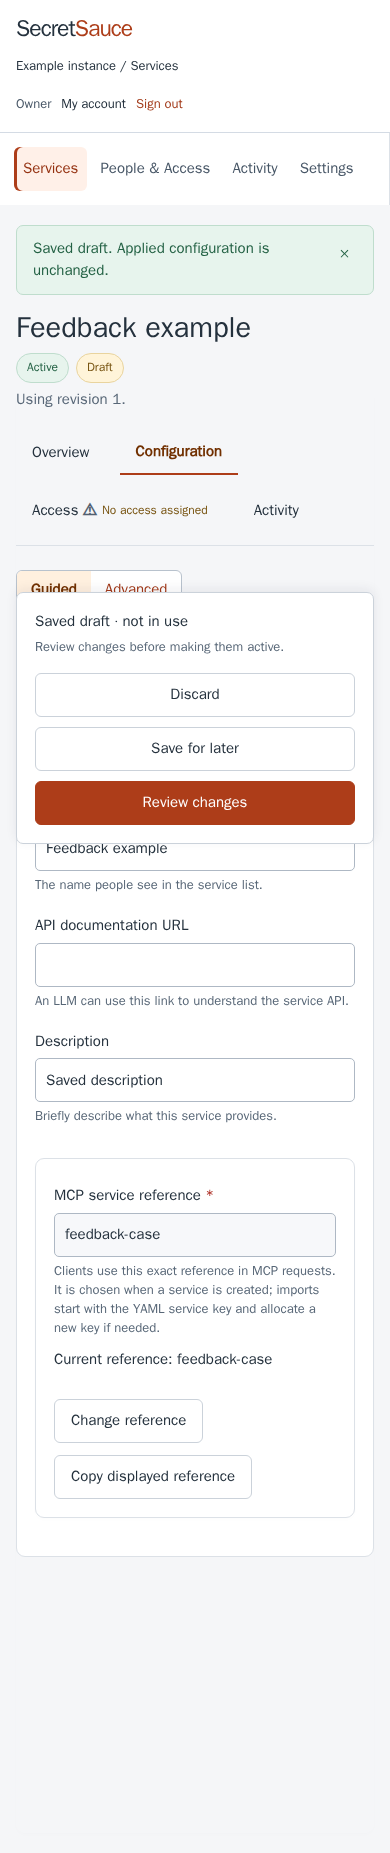 SecretSauce
Example instance / Services
Owner My account Sign out
Services People & Access Activity Settings
Saved draft. Applied configuration is
unchanged.
×
Feedback example
Active Draft
Using revision 1.
Overview Configuration
Access ⚠ No access assigned Activity
Guided Advanced
Saved draft · not in use
Review changes before making them active.
Discard
Save for later
Review changes
Feedback example
The name people see in the service list.
API documentation URL
An LLM can use this link to understand the service API.
Description
Saved description
Briefly describe what this service provides.
MCP service reference *
feedback-case
Clients use this exact reference in MCP requests.
It is chosen when a service is created; imports
start with the YAML service key and allocate a
new key if needed.
Current reference: feedback-case
Change reference
Copy displayed reference